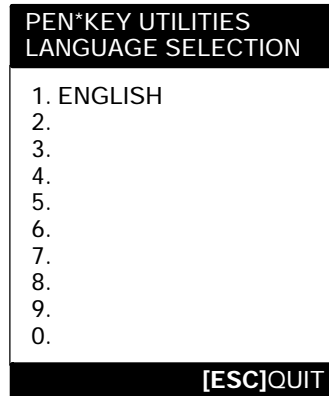 PEN*KEY UTILITIES
LANGUAGE SELECTION
1. ENGLISH
2.
3.
4.
5.
6.
7.
8.
9.
0.
[ESC]QUIT